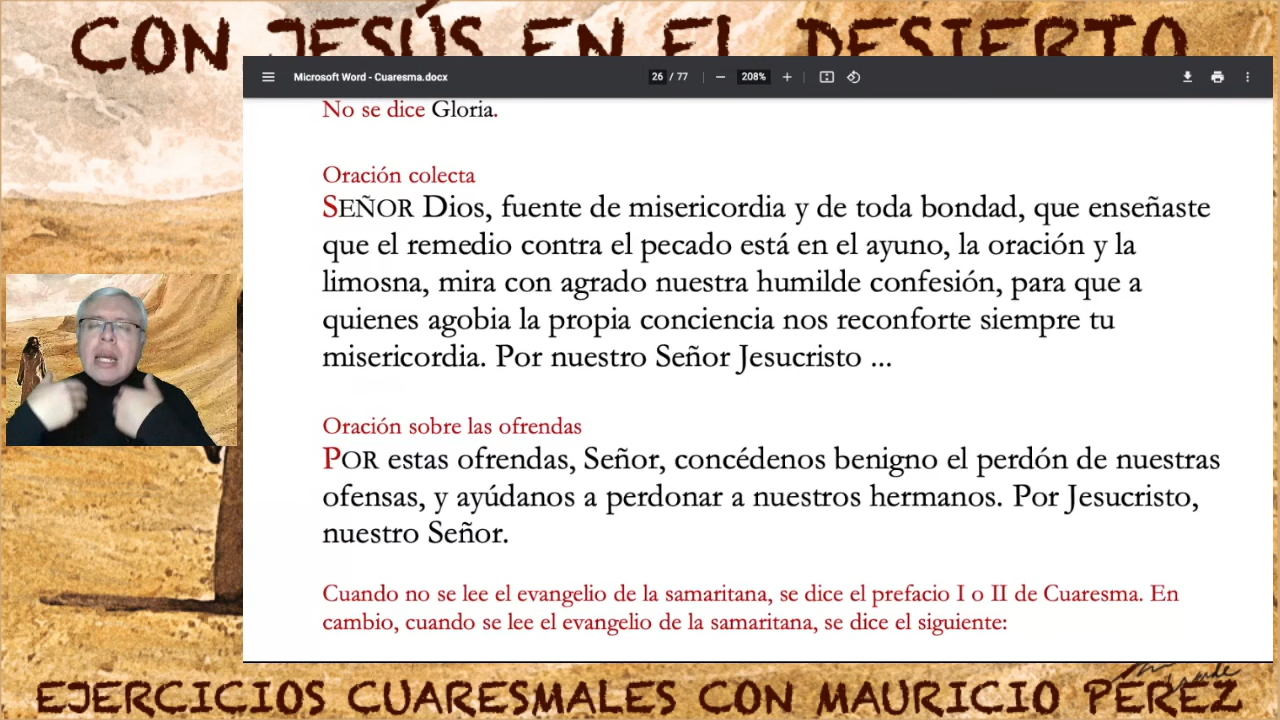 CON JESÚS EN EL DESIERTO
Microsoft Word - Cuaresma.docx
26 / 77
208%
No se dice Gloria.
Oración colecta
SEÑOR Dios, fuente de misericordia y de toda bondad, que enseñaste
que el remedio contra el pecado está en el ayuno, la oración y la
limosna, mira con agrado nuestra humilde confesión, para que a
quienes agobia la propia conciencia nos reconforte siempre tu
misericordia. Por nuestro Señor Jesucristo ...
Oración sobre las ofrendas
POR estas ofrendas, Señor, concédenos benigno el perdón de nuestras
ofensas, y ayúdanos a perdonar a nuestros hermanos. Por Jesucristo,
nuestro Señor.
Cuando no se lee el evangelio de la samaritana, se dice el prefacio I o II de Cuaresma. En
cambio, cuando se lee el evangelio de la samaritana, se dice el siguiente:
EJERCICIOS CUARESMALES CON MAURICIO PÉREZ